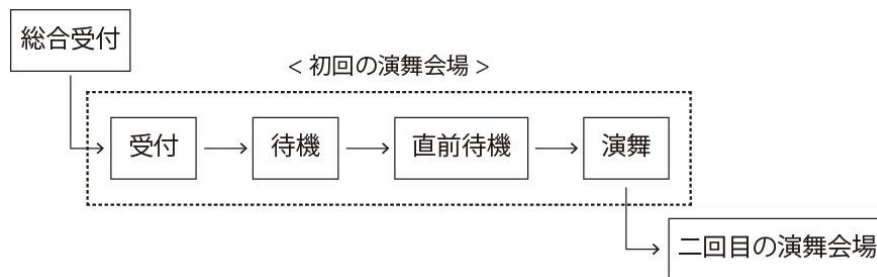 総合受付
< 初回の演舞会場 >
受付
待機
直前待機
演舞
二回目の演舞会場